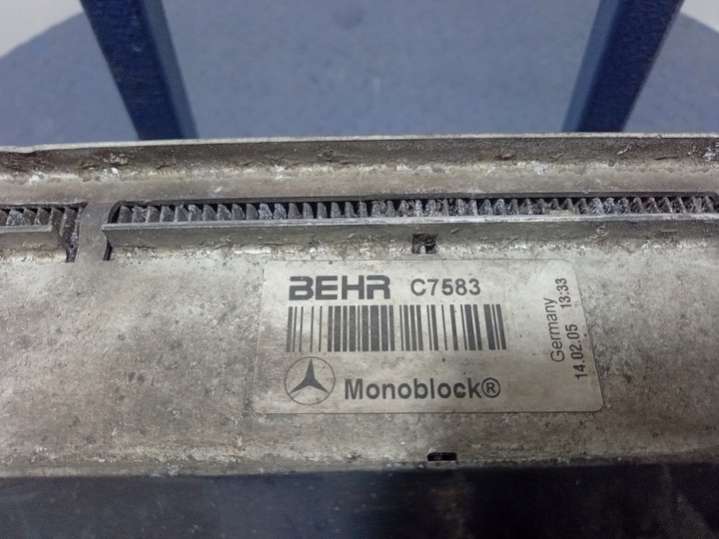 BEHR C7583
Monoblock®
Germany
14.02.05 13:33